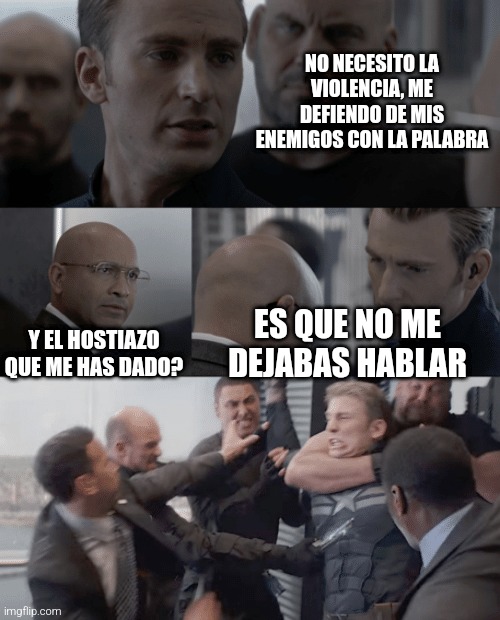 NO NECESITO LA
VIOLENCIA, ME
DEFIENDO DE MIS
ENEMIGOS CON LA PALABRA
Y EL HOSTIAZO
QUE ME HAS DADO?
ES QUE NO ME
DEJABAS HABLAR
imgflip.com